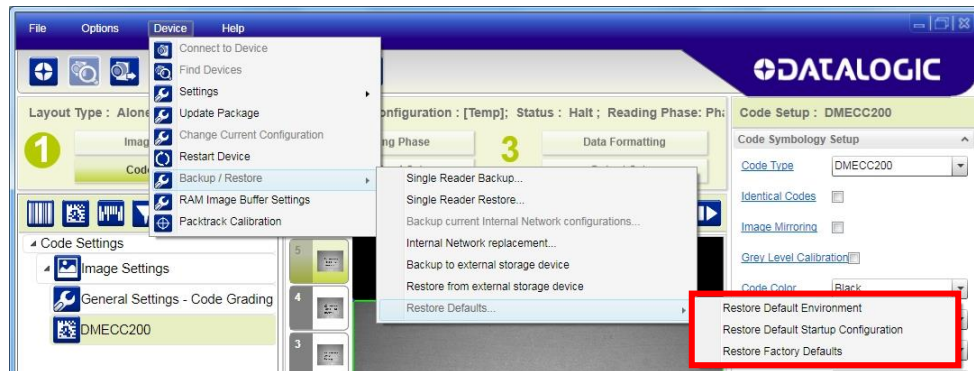 File Options Device Help
DATALOGIC
Connect to Device
Find Devices
Settings
Update Package
Change Current Configuration
Restart Device
Backup / Restore
RAM Image Buffer Settings
Packtrack Calibration
Layout Type : Alone
onfiguration : [Temp]; Status : Halt ; Reading Phase:
1
Imag
Code
ng Phase
3
Data Formatting
Code Setup : DMECC200
Code Symbology Setup
Code Type DMECC200
Identical Codes
Image Mirroring
Grey Level Calibration
Code Color Black
Single Reader Backup...
Single Reader Restore...
Backup current Internal Network configurations...
Internal Network replacement...
Backup to external storage device
Restore from external storage device
Restore Defaults...
Restore Default Environment
Restore Default Startup Configuration
Restore Factory Defaults
Code Settings
Image Settings
General Settings - Code Grading
DMECC200
5
4
3